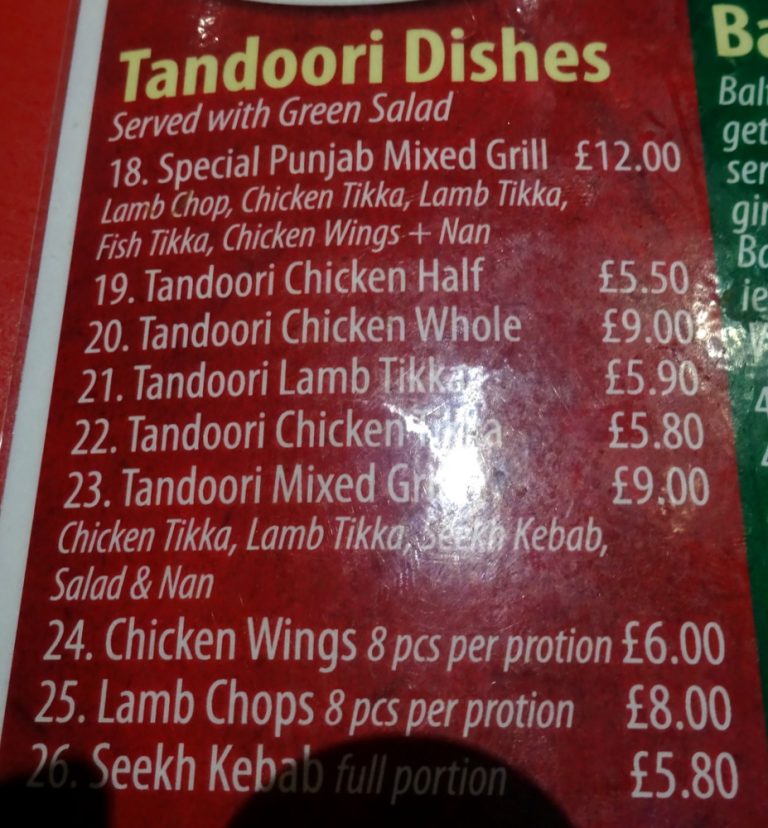 Tandoori Dishes
Served with Green Salad
18. Special Punjab Mixed Grill £12.00
Lamb Chop, Chicken Tikka, Lamb Tikka,
Fish Tikka, Chicken Wings + Nan
19. Tandoori Chicken Half £5.50
20. Tandoori Chicken Whole £9.00
21. Tandoori Lamb Tikka £5.90
22. Tandoori Chicken Tikka £5.80
23. Tandoori Mixed Grill £9.00
Chicken Tikka, Lamb Tikka, Seekh Kebab,
Salad & Nan
24. Chicken Wings 8 pcs per protion £6.00
25. Lamb Chops 8 pcs per protion £8.00
26. Seekh Kebab full portion £5.80